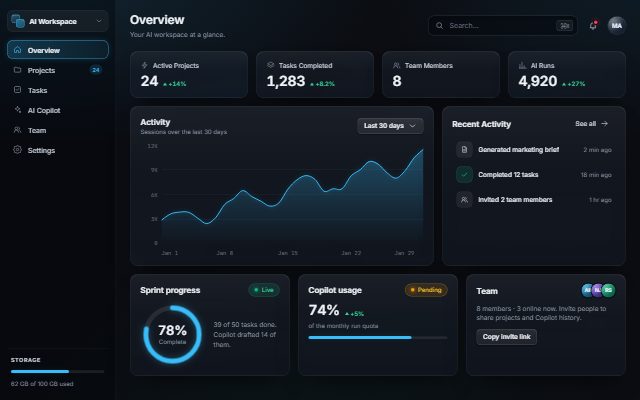 AI Workspace
Overview
Projects
24
Tasks
AI Copilot
Team
Settings
STORAGE
62 GB of 100 GB used
Overview
Your AI workspace at a glance.
Search...
MA
Active Projects
24 +14%
Tasks Completed
1,283 +8.2%
Team Members
8
AI Runs
4,920 +27%
Activity
Sessions over the last 30 days
Last 30 days
12K
9K
6K
3K
0
Jan 1
Jan 8
Jan 15
Jan 22
Jan 29
Recent Activity
See all
Generated marketing brief
2 min ago
Completed 12 tasks
18 min ago
Invited 2 team members
1 hr ago
Sprint progress
Live
78%
Complete
39 of 50 tasks done.
Copilot drafted 14 of
them.
Copilot usage
Pending
74% +5%
of the monthly run quota
Team
RS
8 members · 3 online now. Invite people to
share projects and Copilot history.
Copy invite link